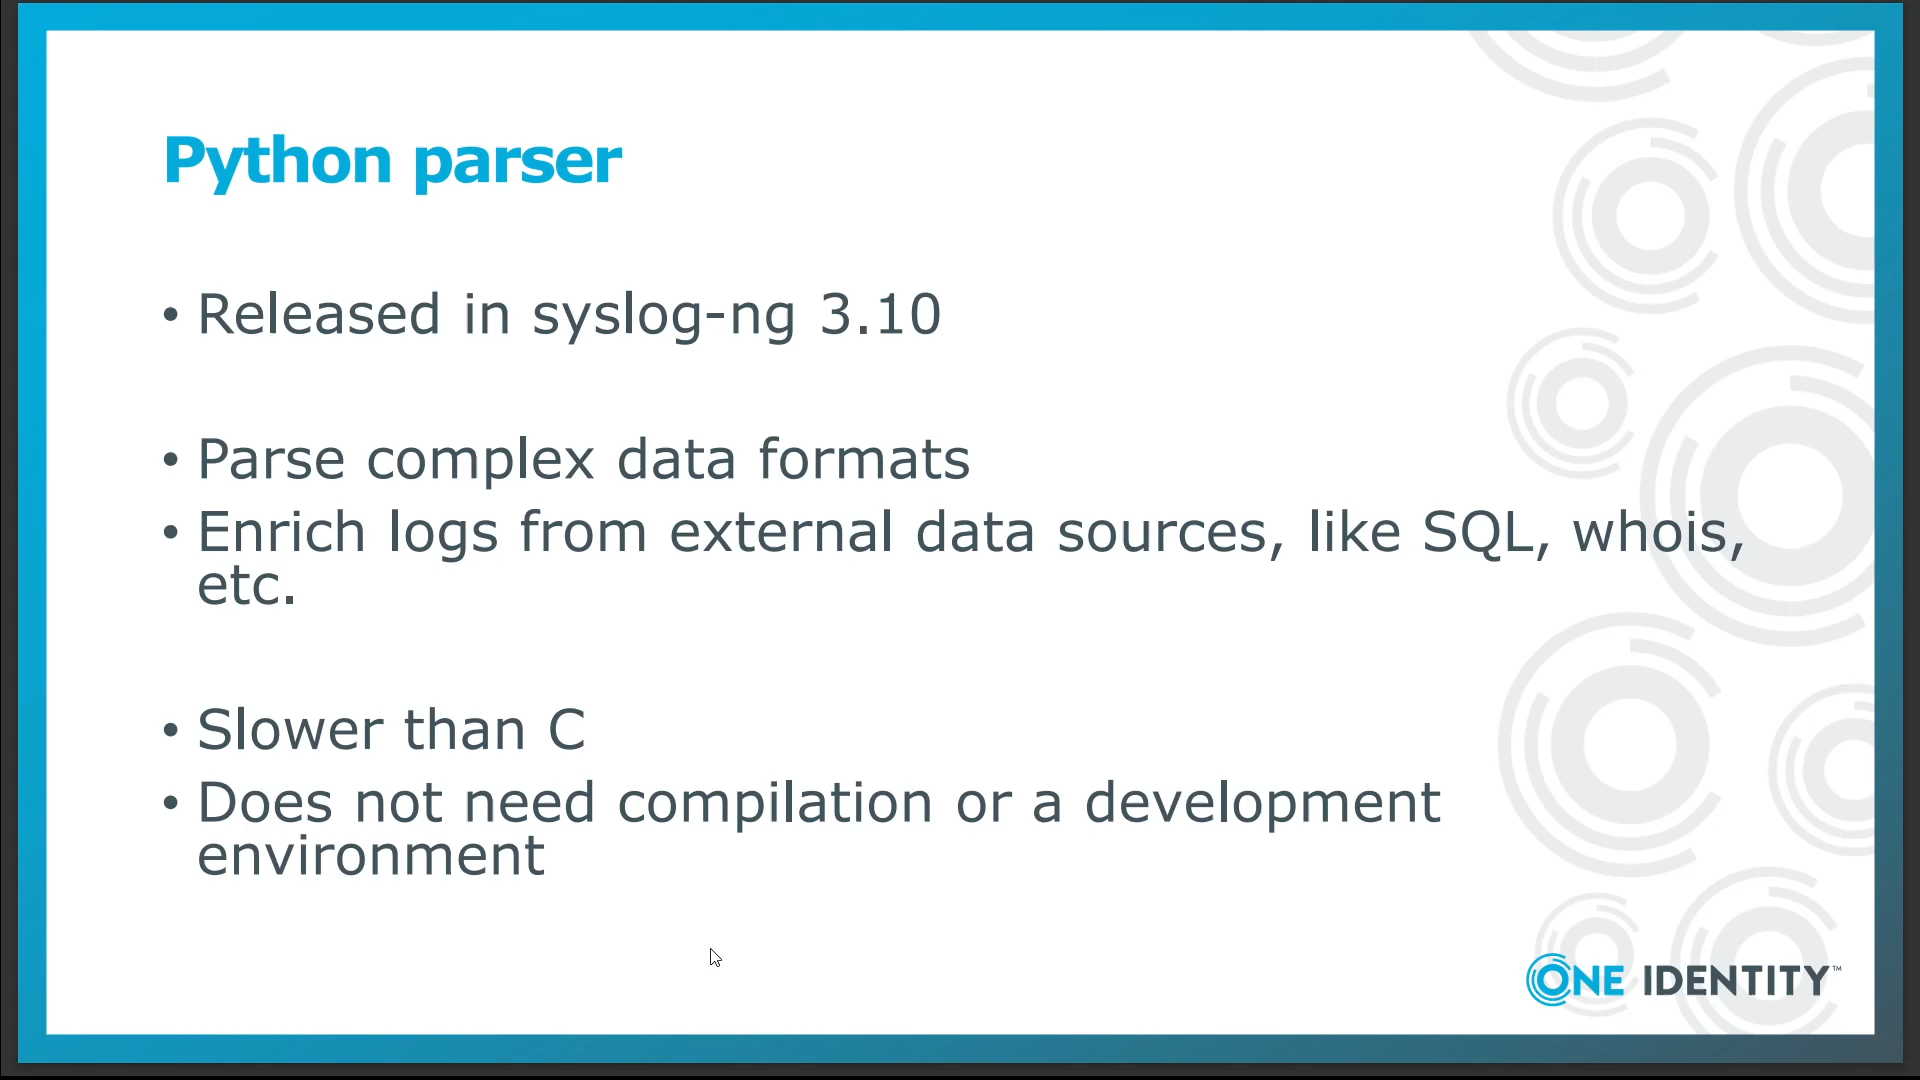 Python parser
• Released in syslog-ng 3.10
• Parse complex data formats
• Enrich logs from external data sources, like SQL, whois,
etc.
• Slower than C
• Does not need compilation or a development
environment
ONE IDENTITY™